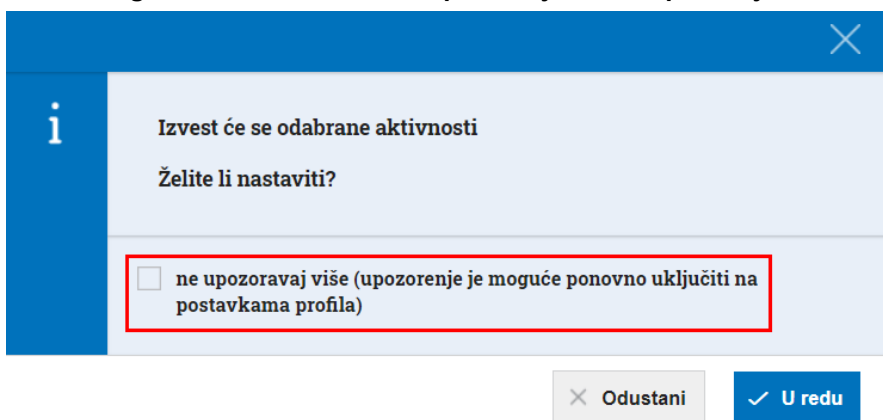 i
Izvest će se odabrane aktivnosti
Želite li nastaviti?
ne upozoravaj više (upozorenje je moguće ponovno uključiti na
postavkama profila)
Odustani
U redu